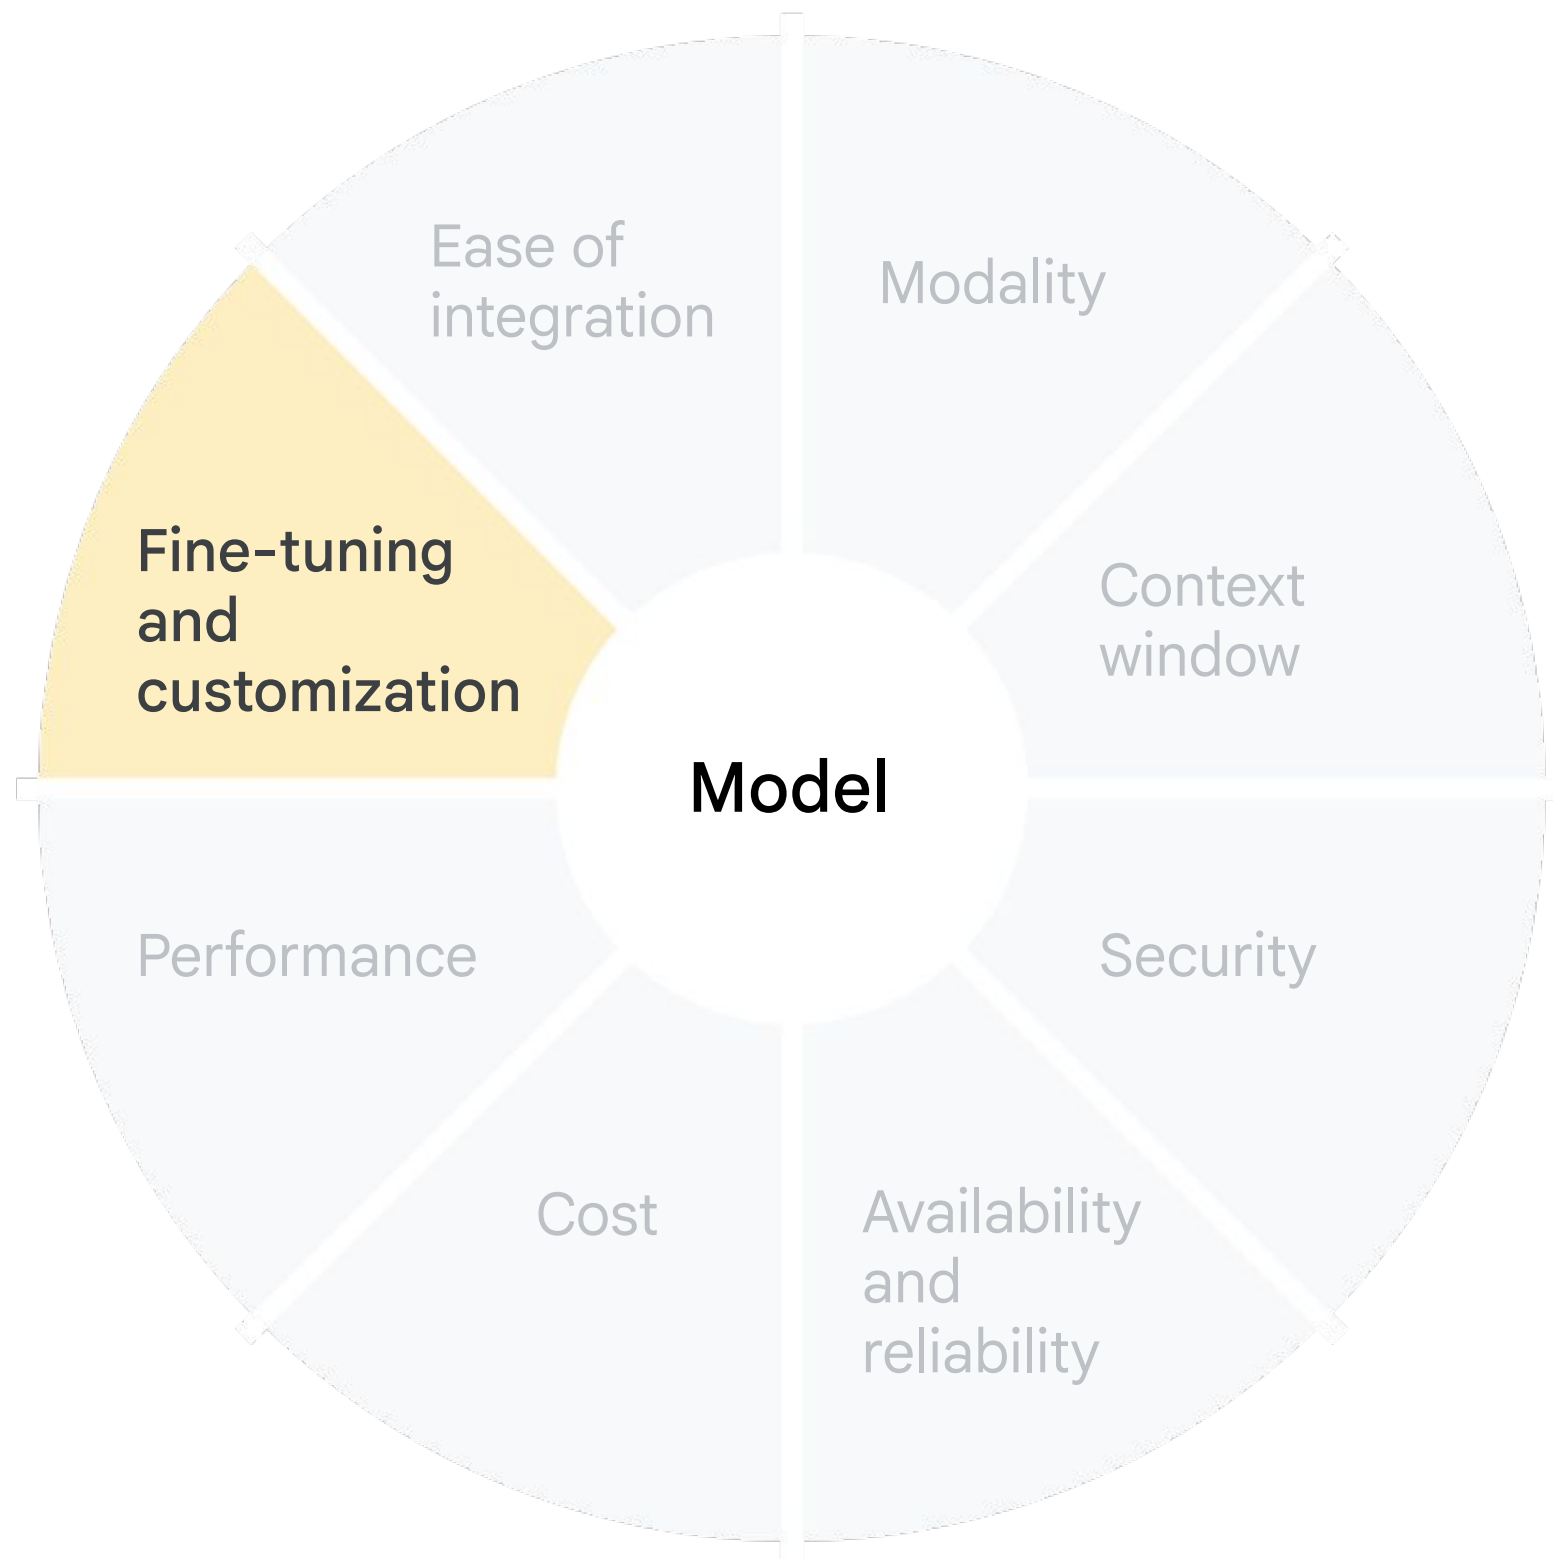 Ease of
integration
Modality
Fine-tuning
and
customization
Context
window
Model
Performance
Security
Cost
Availability
and
reliability